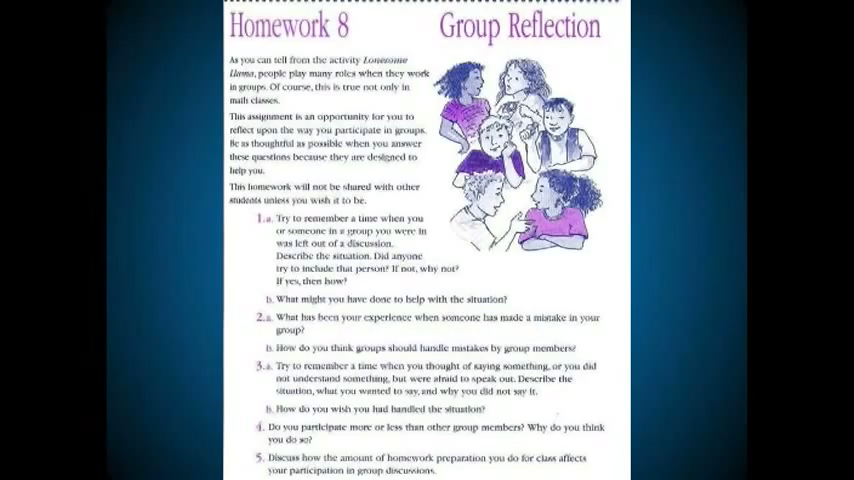 Homework 8 Group Reflection
As you can tell from the activity Lonesome
Llama, people play many roles when they work
in groups. Of course, this is true not only in
math classes.
This assignment is an opportunity for you to
reflect upon the way you participate in groups.
Be as thoughtful as possible when you answer
these questions because they are designed to
help you.
This homework will not be shared with other
students unless you wish it to be.
1.a. Try to remember a time when you
or someone in a group you were in
was left out of a discussion.
Describe the situation. Did anyone
try to include that person? If not, why not?
If yes, then how?
b. What might you have done to help with the situation?
2.a. What has been your experience when someone has made a mistake in your
group?
b. How do you think groups should handle mistakes by group members?
3.a. Try to remember a time when you thought of saying something, or you did
not understand something, but were afraid to speak out. Describe the
situation, what you wanted to say, and why you did not say it.
b. How do you wish you had handled the situation?
4. Do you participate more or less than other group members? Why do you think
you do so?
5. Discuss how the amount of homework preparation you do for class affects
your participation in group discussions.